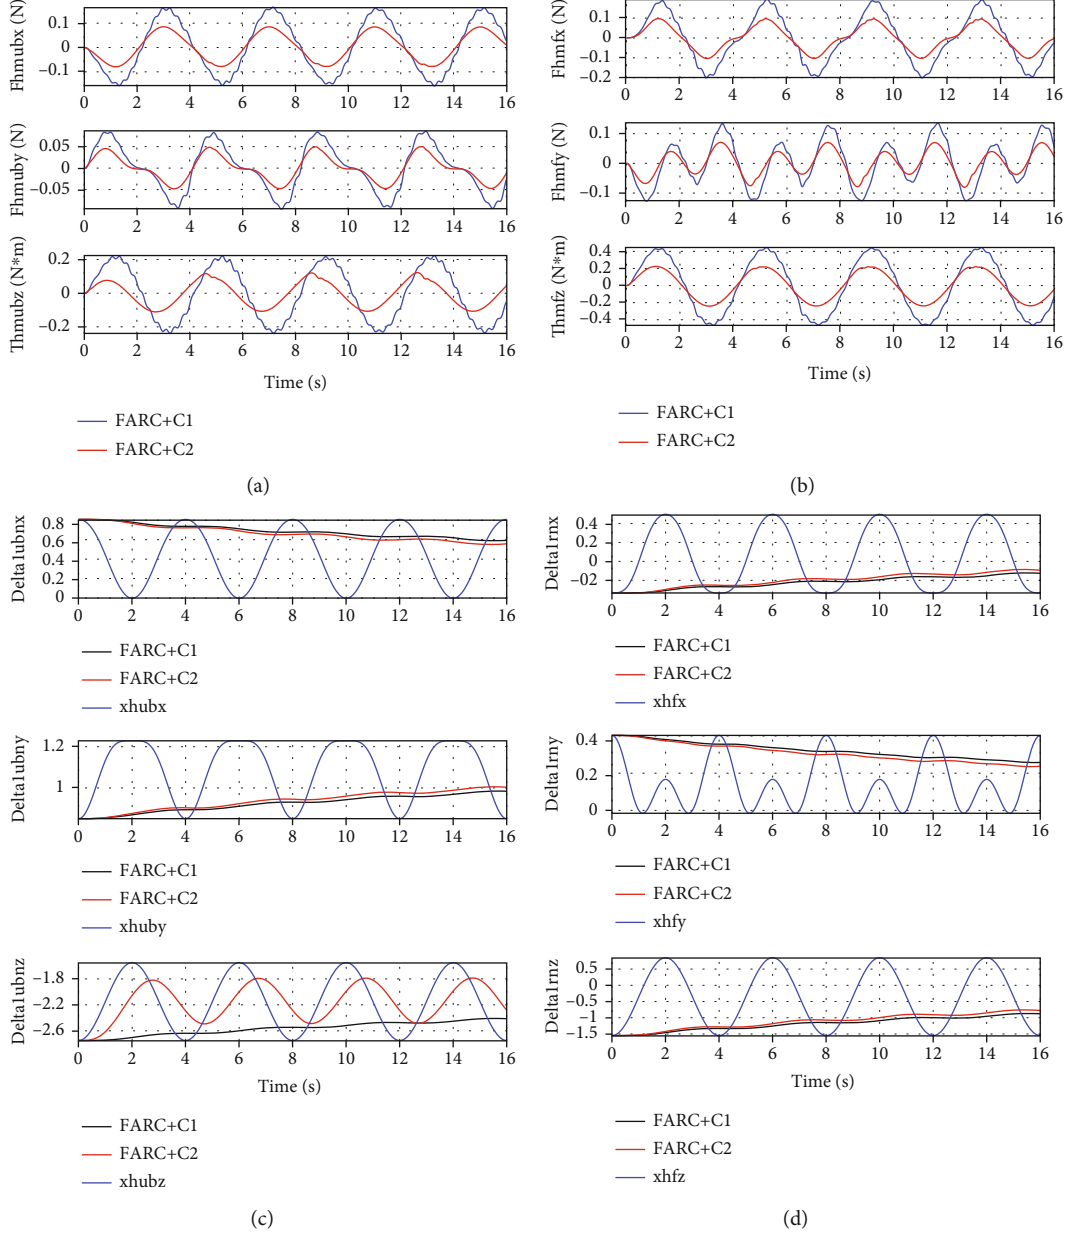 Fhmubx (N)
0.1
0
−0.1
0 2 4 6 8 10 12 14 16
Fhmuby (N)
0.05
0
−0.05
0 2 4 6 8 10 12 14 16
Thmubz (N*m)
0.2
0
−0.2
0 2 4 6 8 10 12 14 16
Time (s)
FARC+C1
FARC+C2
(a)
Fhmfx (N)
0.1
0
−0.1
−0.2
0 2 4 6 8 10 12 14 16
Fhmfy (N)
0.1
0
−0.1
0 2 4 6 8 10 12 14 16
Thmfz (N*m)
0.4
0.2
0
−0.2
−0.4
0 2 4 6 8 10 12 14 16
Time (s)
FARC+C1
FARC+C2
(b)
Delta1ubnx
0.8
0.6
0.4
0.2
0
0 2 4 6 8 10 12 14 16
FARC+C1
FARC+C2
xhubx
Delta1ubny
1.2
1
0 2 4 6 8 10 12 14 16
FARC+C1
FARC+C2
xhuby
Delta1ubnz
−1.8
−2.2
−2.6
0 2 4 6 8 10 12 14 16
Time (s)
FARC+C1
FARC+C2
xhubz
(c)
Delta1rnx
0.4
0.2
0
−0.2
0 2 4 6 8 10 12 14 16
FARC+C1
FARC+C2
xhfx
Delta1rny
0.4
0.2
0
0 2 4 6 8 10 12 14 16
FARC+C1
FARC+C2
xhfy
Delta1rnz
0.5
0
−0.5
−1
−1.5
0 2 4 6 8 10 12 14 16
Time (s)
FARC+C1
FARC+C2
xhfz
(d)